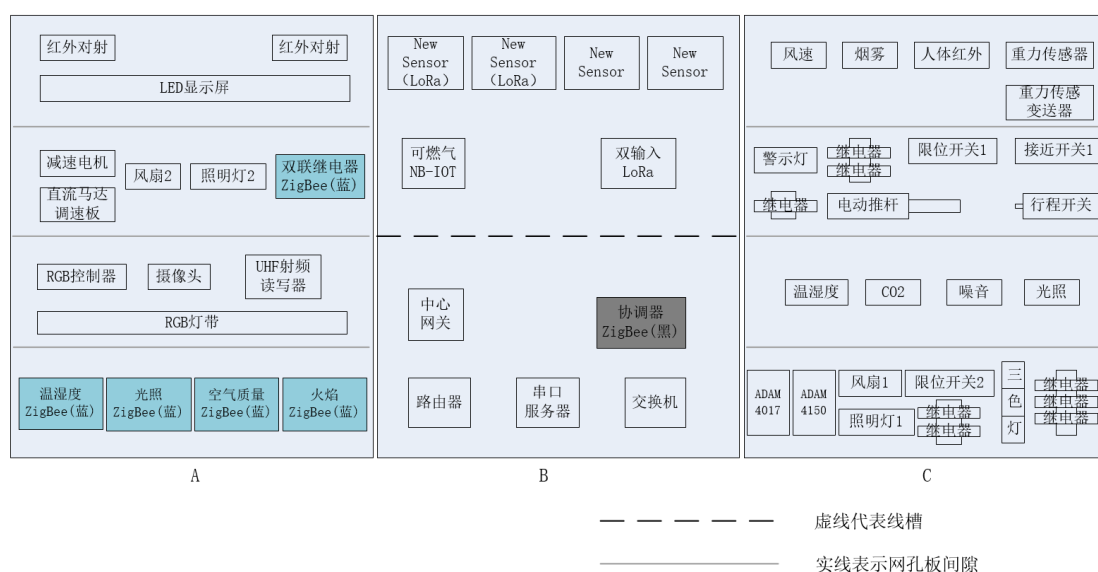 红外对射
红外对射
LED显示屏
减速电机
直流马达
调速板
风扇2
照明灯2
双联继电器
ZigBee(蓝)
RGB控制器
摄像头
UHF射频
读写器
RGB灯带
温湿度
ZigBee(蓝)
光照
ZigBee(蓝)
空气质量
ZigBee(蓝)
火焰
ZigBee(蓝)
A
New
Sensor
(LoRa)
New
Sensor
(LoRa)
New
Sensor
New
Sensor
可燃气
NB-IOT
双输入
LoRa
中心
网关
协调器
ZigBee(黑)
路由器
串口
服务器
交换机
B
风速
烟雾
人体红外
重力传感器
重力传感
变送器
警示灯
继电器
继电器
限位开关1
接近开关1
继电器
电动推杆
行程开关
温湿度
CO2
噪音
光照
ADAM
4017
ADAM
4150
风扇1
限位开关2
照明灯1
继电器
继电器
三
色
灯
继电器
继电器
继电器
C
虚线代表线槽
实线表示网孔板间隙